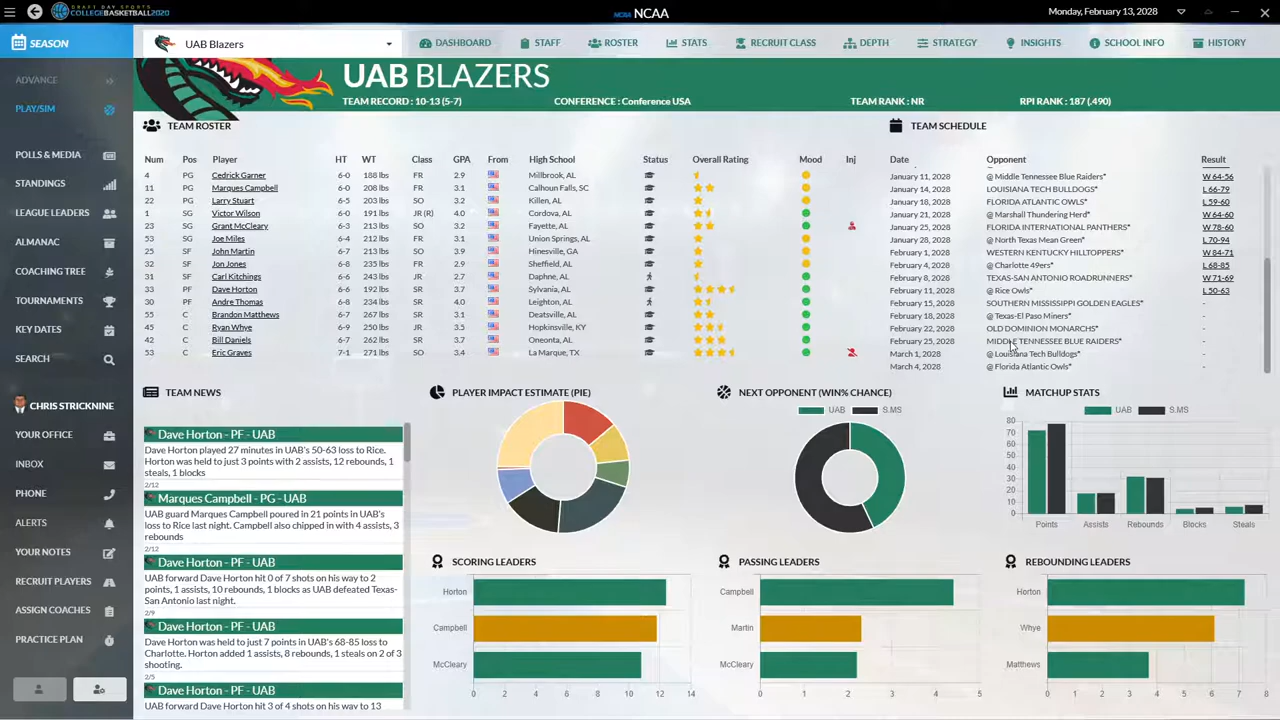 DRAFT DAY SPORTS
COLLEGE BASKETBALL 2020
NCAA NCAA
Monday, February 13, 2028
SEASON
UAB Blazers
DASHBOARD STAFF ROSTER STATS RECRUIT CLASS DEPTH STRATEGY INSIGHTS SCHOOL INFO HISTORY
UAB BLAZERS
TEAM RECORD : 10-13 (5-7) CONFERENCE : Conference USA TEAM RANK : NR RPI RANK : 187 (.490)
ADVANCE
PLAY/SIM
POLLS & MEDIA
STANDINGS
LEAGUE LEADERS
ALMANAC
COACHING TREE
TOURNAMENTS
KEY DATES
SEARCH
CHRIS STRICKNINE
YOUR OFFICE
INBOX
PHONE
ALERTS
YOUR NOTES
RECRUIT PLAYERS
ASSIGN COACHES
PRACTICE PLAN
TEAM ROSTER
Num Pos Player HT WT Class GPA From High School Status Overall Rating Mood Inj
4 PG Cedrick Garner 6-0 188 lbs FR 2.9 Millbrook, AL
11 PG Marques Campbell 6-0 208 lbs FR 3.1 Calhoun Falls, SC
22 PG Larry Stuart 6-5 203 lbs SO 3.2 Killen, AL
1 SG Victor Wilson 6-0 191 lbs JR (R) 4.0 Cordova, AL
23 SG Grant McCleary 6-3 213 lbs SO 3.2 Fayette, AL
53 SG Joe Miles 6-4 212 lbs FR 3.1 Union Springs, AL
25 SF John Martin 6-7 213 lbs SO 3.9 Hinesville, GA
32 SF Jon Jones 6-8 235 lbs FR 2.9 Sheffield, AL
31 SF Carl Kitchings 6-6 243 lbs JR 2.7 Daphne, AL
33 PF Dave Horton 6-6 192 lbs SR 3.7 Sylvania, AL
30 PF Andre Thomas 6-8 234 lbs SR 4.0 Leighton, AL
55 C Brandon Matthews 6-7 267 lbs SR 3.1 Deatsville, AL
45 C Ryan Whye 6-9 250 lbs JR 3.5 Hopkinsville, KY
42 C Bill Daniels 6-7 262 lbs SR 3.7 Oneonta, AL
53 C Eric Graves 7-1 271 lbs SO 3.4 La Marque, TX
TEAM SCHEDULE
Date Opponent Result
January 11, 2028 @ Middle Tennessee Blue Raiders* W 64-56
January 14, 2028 LOUISIANA TECH BULLDOGS* L 66-79
January 18, 2028 FLORIDA ATLANTIC OWLS* L 59-60
January 21, 2028 @ Marshall Thundering Herd* W 64-60
January 25, 2028 FLORIDA INTERNATIONAL PANTHERS* W 78-60
January 28, 2028 @ North Texas Mean Green* L 70-94
February 1, 2028 WESTERN KENTUCKY HILLTOPPERS* W 84-71
February 4, 2028 @ Charlotte 49ers* L 68-85
February 8, 2028 TEXAS-SAN ANTONIO ROADRUNNERS* W 71-69
February 11, 2028 @ Rice Owls* L 50-63
February 15, 2028 SOUTHERN MISSISSIPPI GOLDEN EAGLES* -
February 18, 2028 @ Texas-El Paso Miners* -
February 22, 2028 OLD DOMINION MONARCHS* -
February 25, 2028 MIDDLE TENNESSEE BLUE RAIDERS* -
March 1, 2028 @ Louisiana Tech Bulldogs* -
March 4, 2028 @ Florida Atlantic Owls* -
TEAM NEWS
Dave Horton - PF - UAB
Dave Horton played 27 minutes in UAB's 50-63 loss to Rice.
Horton was held to just 3 points with 2 assists, 12 rebounds, 1
steals, 1 blocks
2/12
Marques Campbell - PG - UAB
UAB guard Marques Campbell poured in 21 points in UAB's
loss to Rice last night. Campbell also chipped in with 4 assists, 3
rebounds
2/12
Dave Horton - PF - UAB
UAB forward Dave Horton hit 0 of 7 shots on his way to 2
points, 1 assists, 10 rebounds, 1 blocks as UAB defeated Texas-
San Antonio last night.
2/9
Dave Horton - PF - UAB
Dave Horton was held to just 7 points in UAB's 68-85 loss to
Charlotte. Horton added 1 assists, 8 rebounds, 1 steals on 2 of 3
shooting.
2/5
Dave Horton - PF - UAB
UAB forward Dave Horton hit 3 of 4 shots on his way to 13
PLAYER IMPACT ESTIMATE (PIE)
NEXT OPPONENT (WIN% CHANCE)
UAB S.MS
MATCHUP STATS
UAB S.MS
80
70
60
50
40
30
20
10
0
Points Assists Rebounds Blocks Steals
SCORING LEADERS
Horton
Campbell
McCleary
0 2 4 6 8 10 12 14
PASSING LEADERS
Campbell
Martin
McCleary
0 1 2 3 4 5
REBOUNDING LEADERS
Horton
Whye
Matthews
0 1 2 3 4 5 6 7 8